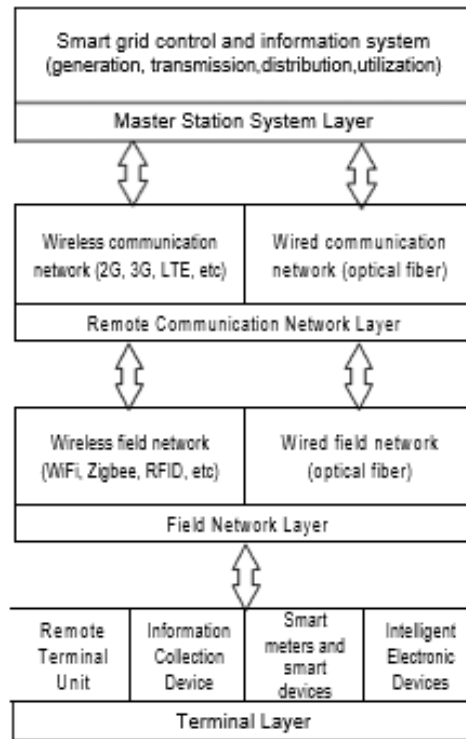 Smart grid control and information system
(generation, transmission,distribution,utilization)
Master Station System Layer
Wireless communication
network (2G, 3G, LTE, etc)
Wired communication
network (optical fiber)
Remote Communication Network Layer
Wireless field network
(WiFi, Zigbee, RFID, etc)
Wired field network
(optical fiber)
Field Network Layer
Remote
Terminal
Unit
Information
Collection
Device
Smart
meters and
smart
devices
Intelligent
Electronic
Devices
Terminal Layer